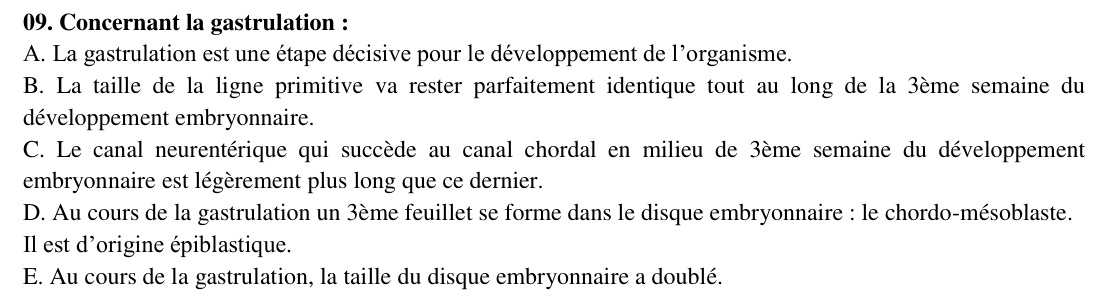 09. Concernant la gastrulation :
A. La gastrulation est une étape décisive pour le développement de l’organisme.
B. La taille de la ligne primitive va rester parfaitement identique tout au long de la 3ème semaine du
développement embryonnaire.
C. Le canal neurentérique qui succède au canal chordal en milieu de 3ème semaine du développement
embryonnaire est légèrement plus long que ce dernier.
D. Au cours de la gastrulation un 3ème feuillet se forme dans le disque embryonnaire : le chordo-mésoblaste.
Il est d’origine épiblastique.
E. Au cours de la gastrulation, la taille du disque embryonnaire a doublé.